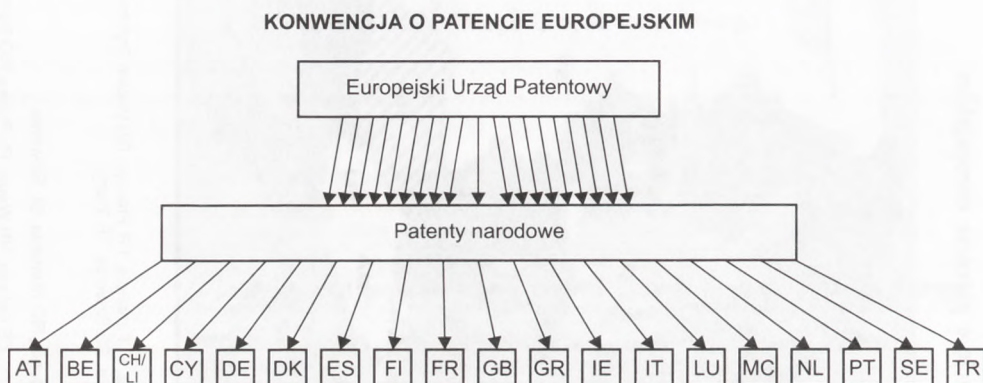 KONWENCJA O PATENCIE EUROPEJSKIM
Europejski Urząd Patentowy
Patenty narodowe
AT BE CH/LI CY DE DK ES FI FR GB GR IE IT LU MC NL PT SE TR